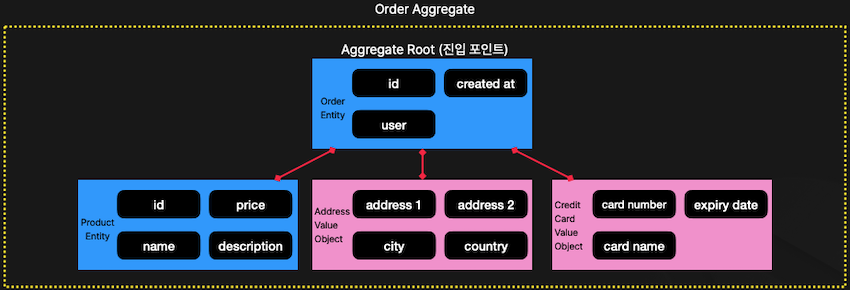 Order Aggregate
Aggregate Root (진입 포인트)
Order
Entity
id
created at
user
Product
Entity
id
price
name
description
Address
Value
Object
address 1
address 2
city
country
Credit
Card
Value
Object
card number
expiry date
card name